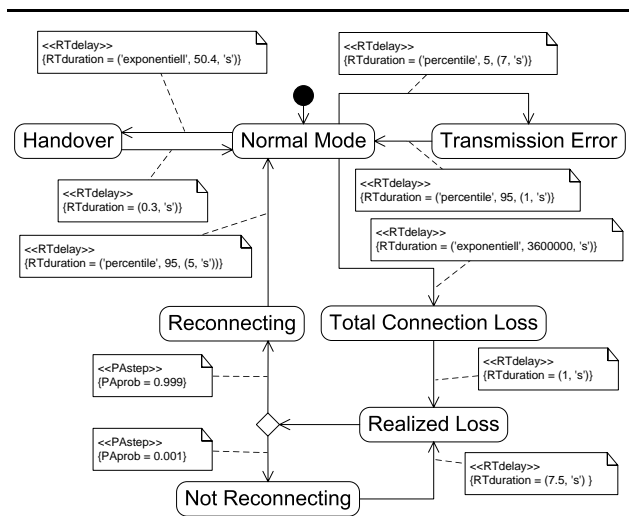 <<RTdelay>>
{RTduration = ('exponentiell', 50.4, 's')}
<<RTdelay>>
{RTduration = ('percentile', 5, (7, 's')}
Handover
Normal Mode
Transmission Error
<<RTdelay>>
{RTduration = (0.3, 's')}
<<RTdelay>>
{RTduration = ('percentile', 95, (1, 's')}
<<RTdelay>>
{RTduration = ('percentile', 95, (5, 's'))}
<<RTdelay>>
{RTduration = ('exponentiell', 3600000, 's')}
Reconnecting
Total Connection Loss
<<PAstep>>
{PAprob = 0.999}
<<RTdelay>>
{RTduration = (1, 's')}
Realized Loss
<<PAstep>>
{PAprob = 0.001}
<<RTdelay>>
{RTduration = (7.5, 's') }
Not Reconnecting